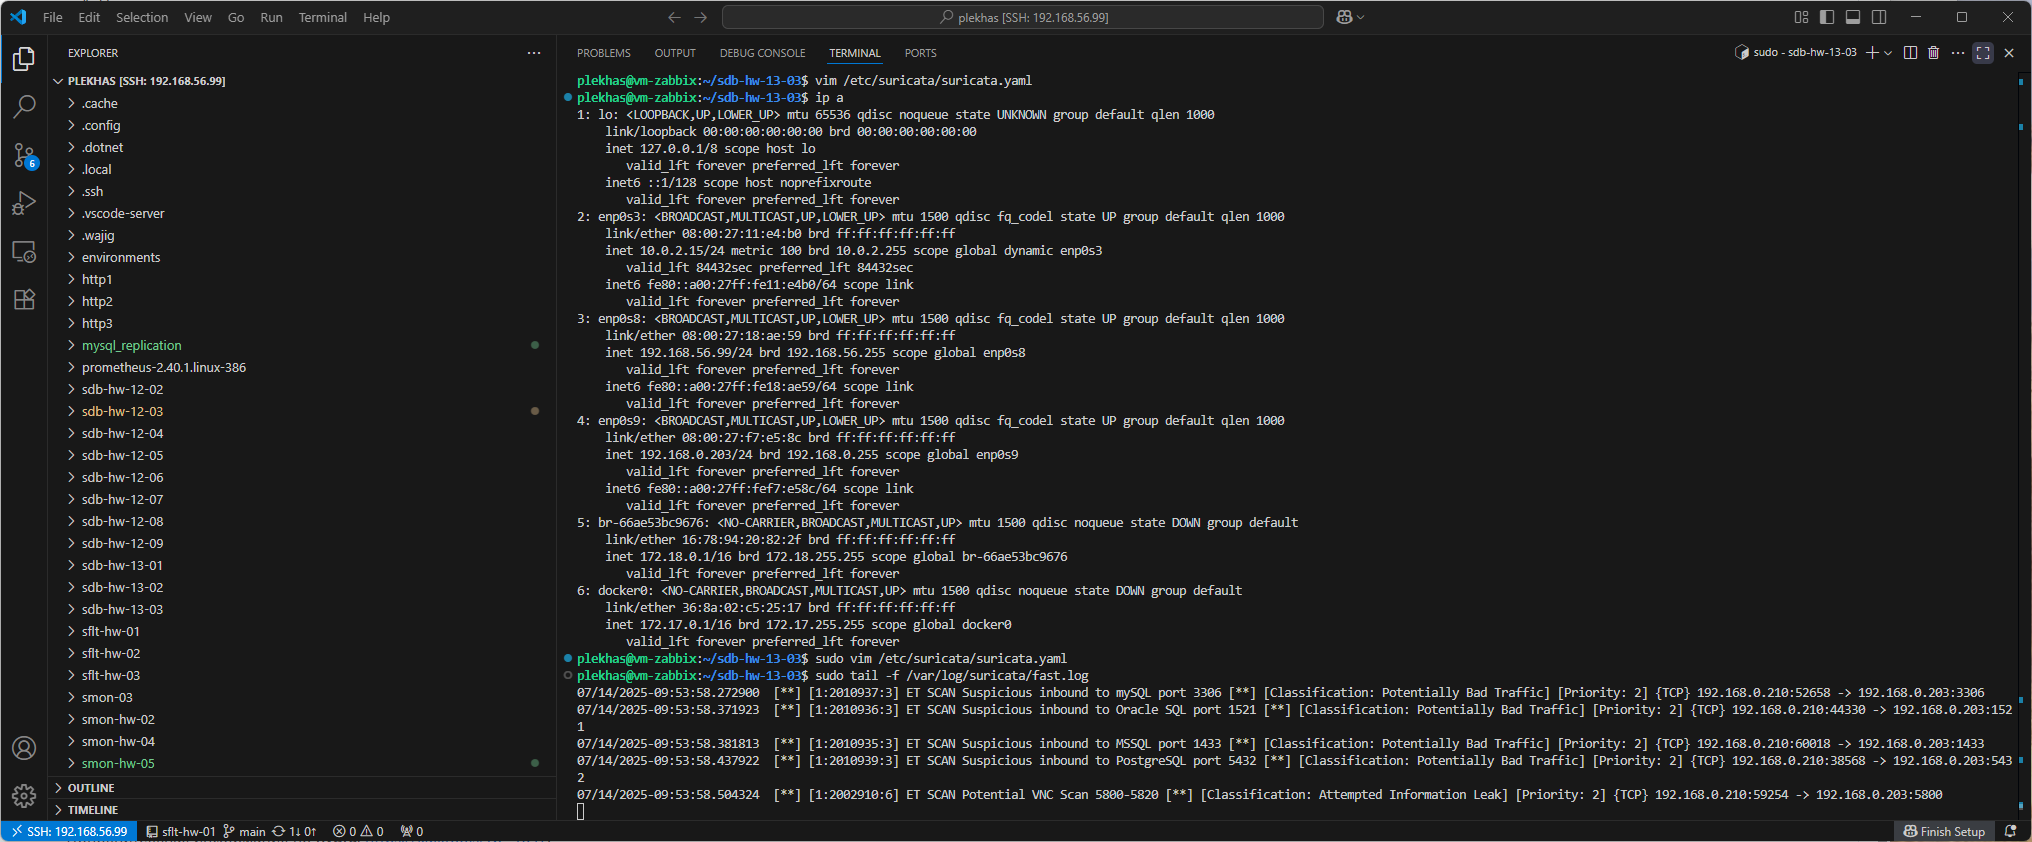 File Edit Selection View Go Run Terminal Help
plekhas [SSH: 192.168.56.99]
EXPLORER
PLEKHAS [SSH: 192.168.56.99]
.cache
.config
.dotnet
.local
.ssh
.vscode-server
.wajig
environments
http1
http2
http3
mysql_replication
prometheus-2.40.1.linux-386
sdb-hw-12-02
sdb-hw-12-03
sdb-hw-12-04
sdb-hw-12-05
sdb-hw-12-06
sdb-hw-12-07
sdb-hw-12-08
sdb-hw-12-09
sdb-hw-13-01
sdb-hw-13-02
sdb-hw-13-03
sflt-hw-01
sflt-hw-02
sflt-hw-03
smon-03
smon-hw-02
smon-hw-04
smon-hw-05
OUTLINE
TIMELINE
6
PROBLEMS OUTPUT DEBUG CONSOLE TERMINAL PORTS
sudo - sdb-hw-13-03
plekhas@vm-zabbix:~/sdb-hw-13-03$ vim /etc/suricata/suricata.yaml
plekhas@vm-zabbix:~/sdb-hw-13-03$ ip a
1: lo: <LOOPBACK,UP,LOWER_UP> mtu 65536 qdisc noqueue state UNKNOWN group default qlen 1000
link/loopback 00:00:00:00:00:00 brd 00:00:00:00:00:00
inet 127.0.0.1/8 scope host lo
valid_lft forever preferred_lft forever
inet6 ::1/128 scope host noprefixroute
valid_lft forever preferred_lft forever
2: enp0s3: <BROADCAST,MULTICAST,UP,LOWER_UP> mtu 1500 qdisc fq_codel state UP group default qlen 1000
link/ether 08:00:27:11:e4:b0 brd ff:ff:ff:ff:ff:ff
inet 10.0.2.15/24 metric 100 brd 10.0.2.255 scope global dynamic enp0s3
valid_lft 84432sec preferred_lft 84432sec
inet6 fe80::a00:27ff:fe11:e4b0/64 scope link
valid_lft forever preferred_lft forever
3: enp0s8: <BROADCAST,MULTICAST,UP,LOWER_UP> mtu 1500 qdisc fq_codel state UP group default qlen 1000
link/ether 08:00:27:18:ae:59 brd ff:ff:ff:ff:ff:ff
inet 192.168.56.99/24 brd 192.168.56.255 scope global enp0s8
valid_lft forever preferred_lft forever
inet6 fe80::a00:27ff:fe18:ae59/64 scope link
valid_lft forever preferred_lft forever
4: enp0s9: <BROADCAST,MULTICAST,UP,LOWER_UP> mtu 1500 qdisc fq_codel state UP group default qlen 1000
link/ether 08:00:27:f7:e5:8c brd ff:ff:ff:ff:ff:ff
inet 192.168.0.203/24 brd 192.168.0.255 scope global enp0s9
valid_lft forever preferred_lft forever
inet6 fe80::a00:27ff:fef7:e58c/64 scope link
valid_lft forever preferred_lft forever
5: br-66ae53bc9676: <NO-CARRIER,BROADCAST,MULTICAST,UP> mtu 1500 qdisc noqueue state DOWN group default
link/ether 16:78:94:20:82:2f brd ff:ff:ff:ff:ff:ff
inet 172.18.0.1/16 brd 172.18.255.255 scope global br-66ae53bc9676
valid_lft forever preferred_lft forever
6: docker0: <NO-CARRIER,BROADCAST,MULTICAST,UP> mtu 1500 qdisc noqueue state DOWN group default
link/ether 36:8a:02:c5:25:17 brd ff:ff:ff:ff:ff:ff
inet 172.17.0.1/16 brd 172.17.255.255 scope global docker0
valid_lft forever preferred_lft forever
plekhas@vm-zabbix:~/sdb-hw-13-03$ sudo vim /etc/suricata/suricata.yaml
plekhas@vm-zabbix:~/sdb-hw-13-03$ sudo tail -f /var/log/suricata/fast.log
07/14/2025-09:53:58.272900 [**] [1:2010937:3] ET SCAN Suspicious inbound to mySQL port 3306 [**] [Classification: Potentially Bad Traffic] [Priority: 2] {TCP} 192.168.0.210:52658 -> 192.168.0.203:3306
07/14/2025-09:53:58.371923 [**] [1:2010936:3] ET SCAN Suspicious inbound to Oracle SQL port 1521 [**] [Classification: Potentially Bad Traffic] [Priority: 2] {TCP} 192.168.0.210:44330 -> 192.168.0.203:152
1
07/14/2025-09:53:58.381813 [**] [1:2010935:3] ET SCAN Suspicious inbound to MSSQL port 1433 [**] [Classification: Potentially Bad Traffic] [Priority: 2] {TCP} 192.168.0.210:60018 -> 192.168.0.203:1433
07/14/2025-09:53:58.437922 [**] [1:2010939:3] ET SCAN Suspicious inbound to PostgreSQL port 5432 [**] [Classification: Potentially Bad Traffic] [Priority: 2] {TCP} 192.168.0.210:38568 -> 192.168.0.203:543
2
07/14/2025-09:53:58.504324 [**] [1:2002910:6] ET SCAN Potential VNC Scan 5800-5820 [**] [Classification: Attempted Information Leak] [Priority: 2] {TCP} 192.168.0.210:59254 -> 192.168.0.203:5800
SSH: 192.168.56.99 sflt-hw-01 main 1↓ 0↑ 0 0 0 Finish Setup